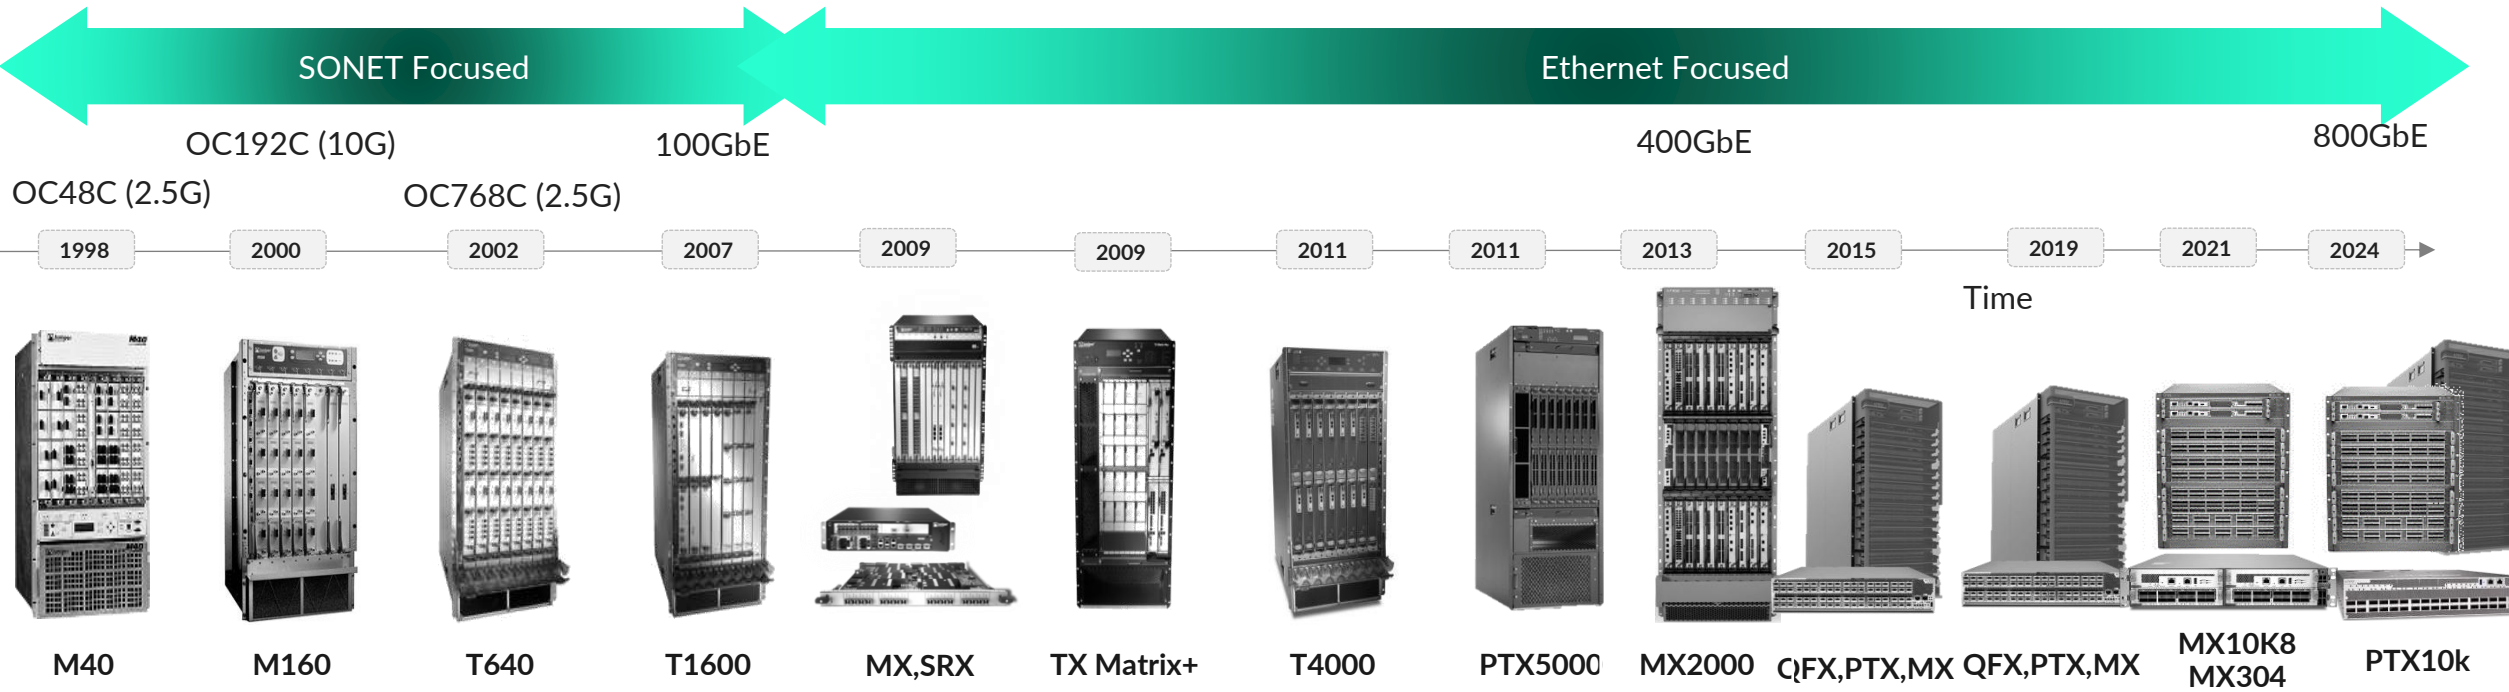 SONET Focused
Ethernet Focused
OC192C (10G)
100GbE
400GbE
800GbE
OC48C (2.5G)
OC768C (2.5G)
1998
2000
2002
2007
2009
2009
2011
2011
2013
2015
2019
2021
2024
Time
M40
M160
T640
T1600
MX,SRX
TX Matrix+
T4000
PTX5000
MX2000
QFX,PTX,MX
QFX,PTX,MX
MX10K8
MX304
PTX10k